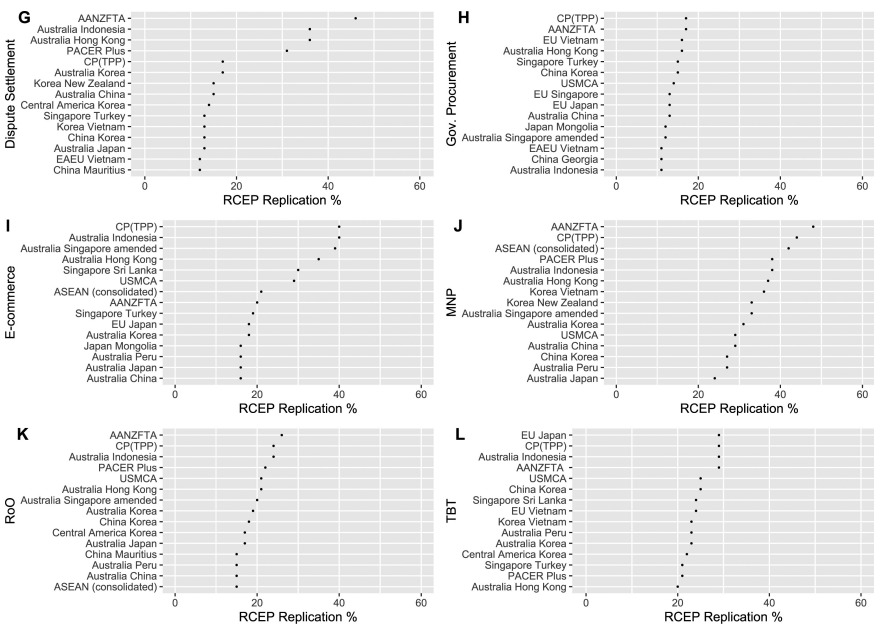 G
Dispute Settlement
AANZFTA
Australia Indonesia
Australia Hong Kong
PACER Plus
CP(TPP)
Australia Korea
Korea New Zealand
Australia China
Central America Korea
Singapore Turkey
Korea Vietnam
China Korea
Australia Japan
EAEU Vietnam
China Mauritius
0 20 40 60
RCEP Replication %
H
Gov. Procurement
CP(TPP)
AANZFTA
EU Vietnam
Australia Hong Kong
Singapore Turkey
China Korea
USMCA
EU Singapore
EU Japan
Australia China
Japan Mongolia
Australia Singapore amended
EAEU Vietnam
China Georgia
Australia Indonesia
0 20 40 60
RCEP Replication %
I
E-commerce
CP(TPP)
Australia Indonesia
Australia Singapore amended
Australia Hong Kong
Singapore Sri Lanka
USMCA
ASEAN (consolidated)
AANZFTA
Singapore Turkey
EU Japan
Australia Korea
Japan Mongolia
Australia Peru
Australia Japan
Australia China
0 20 40 60
RCEP Replication %
J
MNP
AANZFTA
CP(TPP)
ASEAN (consolidated)
PACER Plus
Australia Indonesia
Australia Hong Kong
Korea Vietnam
Korea New Zealand
Australia Singapore amended
Australia Korea
USMCA
Australia China
China Korea
Australia Peru
Australia Japan
0 20 40 60
RCEP Replication %
K
RoO
AANZFTA
CP(TPP)
Australia Indonesia
PACER Plus
USMCA
Australia Hong Kong
Australia Singapore amended
Australia Korea
China Korea
Central America Korea
Australia Japan
China Mauritius
Australia Peru
Australia China
ASEAN (consolidated)
0 20 40 60
RCEP Replication %
L
TBT
EU Japan
CP(TPP)
Australia Indonesia
AANZFTA
USMCA
China Korea
Singapore Sri Lanka
EU Vietnam
Korea Vietnam
Australia Peru
Australia Korea
Central America Korea
Singapore Turkey
PACER Plus
Australia Hong Kong
0 20 40 60
RCEP Replication %